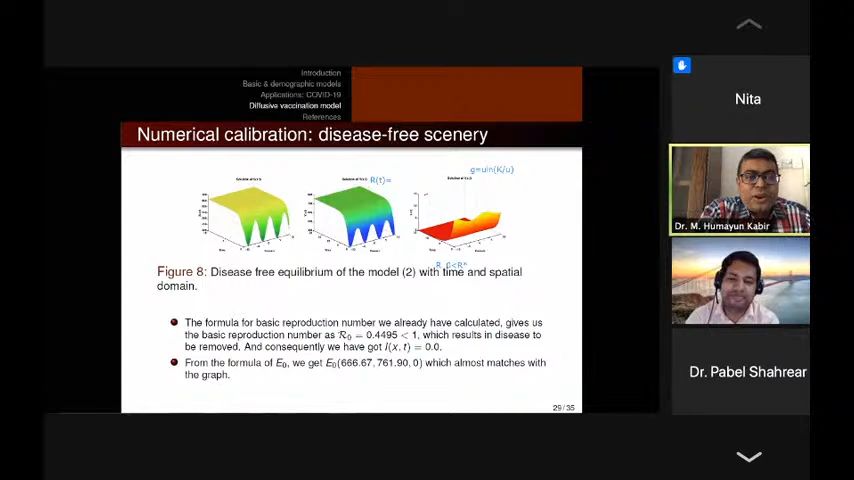 Introduction
Basic & demographic models
Applications: COVID-19
Diffusive vaccination model
References
Numerical calibration: disease-free scenery
R(t)=
g=uln(K/u)
R_0<R*
Figure 8: Disease free equilibrium of the model (2) with time and spatial
domain.
The formula for basic reproduction number we already have calculated, gives us
the basic reproduction number as ℛ₀ = 0.4495 < 1, which results in disease to
be removed. And consequently we have got I(x, t) = 0.0.
From the formula of E₀, we get E₀(666.67, 761.90, 0) which almost matches with
the graph.
29/35
Nita
Dr. M. Humayun Kabir
Dr. Pabel Shahrear